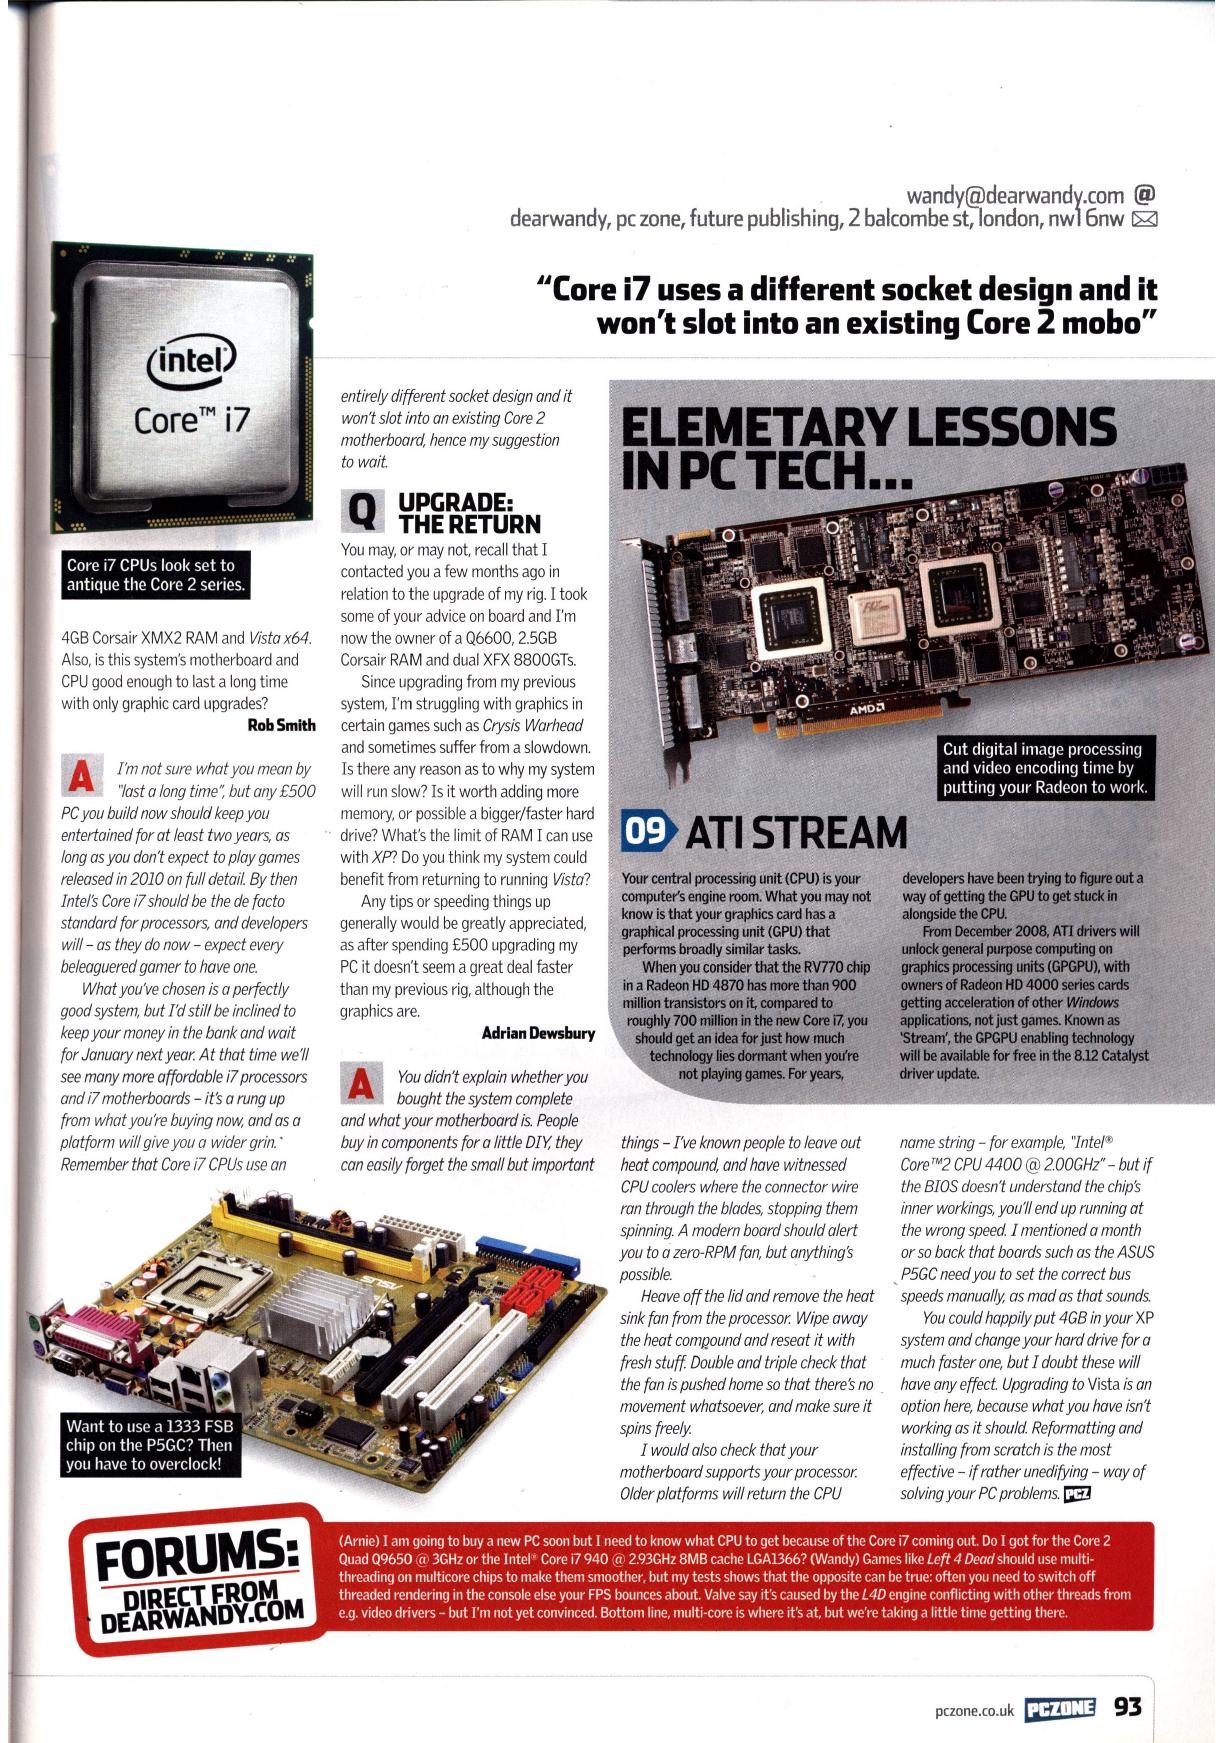 wandy@dearwandy.com @
dearwandy, pc zone, future publishing, 2 balcombe st, london, nw1 6nw
“Core i7 uses a different socket design and it
won’t slot into an existing Core 2 mobo”
intel
Core™ i7
Core i7 CPUs look set to
antique the Core 2 series.
4GB Corsair XMX2 RAM and Vista x64.
Also, is this system’s motherboard and
CPU good enough to last a long time
with only graphic card upgrades?
Rob Smith
A I’m not sure what you mean by
“last a long time”, but any £500
PC you build now should keep you
entertained for at least two years, as
long as you don’t expect to play games
released in 2010 on full detail. By then
Intel’s Core i7 should be the de facto
standard for processors, and developers
will – as they do now – expect every
beleaguered gamer to have one.
What you’ve chosen is a perfectly
good system, but I’d still be inclined to
keep your money in the bank and wait
for January next year. At that time we’ll
see many more affordable i7 processors
and i7 motherboards – it’s a rung up
from what you’re buying now, and as a
platform will give you a wider grin.
Remember that Core i7 CPUs use an
entirely different socket design and it
won’t slot into an existing Core 2
motherboard, hence my suggestion
to wait.
Q UPGRADE:
THE RETURN
You may, or may not, recall that I
contacted you a few months ago in
relation to the upgrade of my rig. I took
some of your advice on board and I’m
now the owner of a Q6600, 2.5GB
Corsair RAM and dual XFX 8800GTs.
Since upgrading from my previous
system, I’m struggling with graphics in
certain games such as Crysis Warhead
and sometimes suffer from a slowdown.
Is there any reason as to why my system
will run slow? Is it worth adding more
memory, or possible a bigger/faster hard
drive? What’s the limit of RAM I can use
with XP? Do you think my system could
benefit from returning to running Vista?
Any tips or speeding things up
generally would be greatly appreciated,
as after spending £500 upgrading my
PC it doesn’t seem a great deal faster
than my previous rig, although the
graphics are.
Adrian Dewsbury
A You didn’t explain whether you
bought the system complete
and what your motherboard is. People
buy in components for a little DIY, they
can easily forget the small but important
things – I’ve known people to leave out
heat compound, and have witnessed
CPU coolers where the connector wire
ran through the blades, stopping them
spinning. A modern board should alert
you to a zero-RPM fan, but anything’s
possible.
Heave off the lid and remove the heat
sink fan from the processor. Wipe away
the heat compound and reseat it with
fresh stuff. Double and triple check that
the fan is pushed home so that there’s no
movement whatsoever, and make sure it
spins freely.
I would also check that your
motherboard supports your processor.
Older platforms will return the CPU
name string – for example, “Intel®
Core™2 CPU 4400 @ 2.00GHz” – but if
the BIOS doesn’t understand the chip’s
inner workings, you’ll end up running at
the wrong speed. I mentioned a month
or so back that boards such as the ASUS
P5GC need you to set the correct bus
speeds manually, as mad as that sounds.
You could happily put 4GB in your XP
system and change your hard drive for a
much faster one, but I doubt these will
have any effect. Upgrading to Vista is an
option here, because what you have isn’t
working as it should. Reformatting and
installing from scratch is the most
effective – if rather unedifying – way of
solving your PC problems. PCZ
ELEMETARY LESSONS
IN PC TECH...
AMD
Cut digital image processing
and video encoding time by
putting your Radeon to work.
09 ATI STREAM
Your central processing unit (CPU) is your
computer’s engine room. What you may not
know is that your graphics card has a
graphical processing unit (GPU) that
performs broadly similar tasks.
When you consider that the RV770 chip
in a Radeon HD 4870 has more than 900
million transistors on it, compared to
roughly 700 million in the new Core i7, you
should get an idea for just how much
technology lies dormant when you’re
not playing games. For years,
developers have been trying to figure out a
way of getting the GPU to get stuck in
alongside the CPU.
From December 2008, ATI drivers will
unlock general purpose computing on
graphics processing units (GPGPU), with
owners of Radeon HD 4000 series cards
getting acceleration of other Windows
applications, not just games. Known as
‘Stream’, the GPGPU enabling technology
will be available for free in the 8.12 Catalyst
driver update.
ASUS
Want to use a 1333 FSB
chip on the P5GC? Then
you have to overclock!
FORUMS:
DIRECT FROM
DEARWANDY.COM
(Arnie) I am going to buy a new PC soon but I need to know what CPU to get because of the Core i7 coming out. Do I got for the Core 2
Quad Q9650 @ 3GHz or the Intel® Core i7 940 @ 2.93GHz 8MB cache LGA1366? (Wandy) Games like Left 4 Dead should use multi-
threading on multicore chips to make them smoother, but my tests shows that the opposite can be true: often you need to switch off
threaded rendering in the console else your FPS bounces about. Valve say it’s caused by the L4D engine conflicting with other threads from
e.g. video drivers – but I’m not yet convinced. Bottom line, multi-core is where it’s at, but we’re taking a little time getting there.
pczone.co.uk PCZONE 93